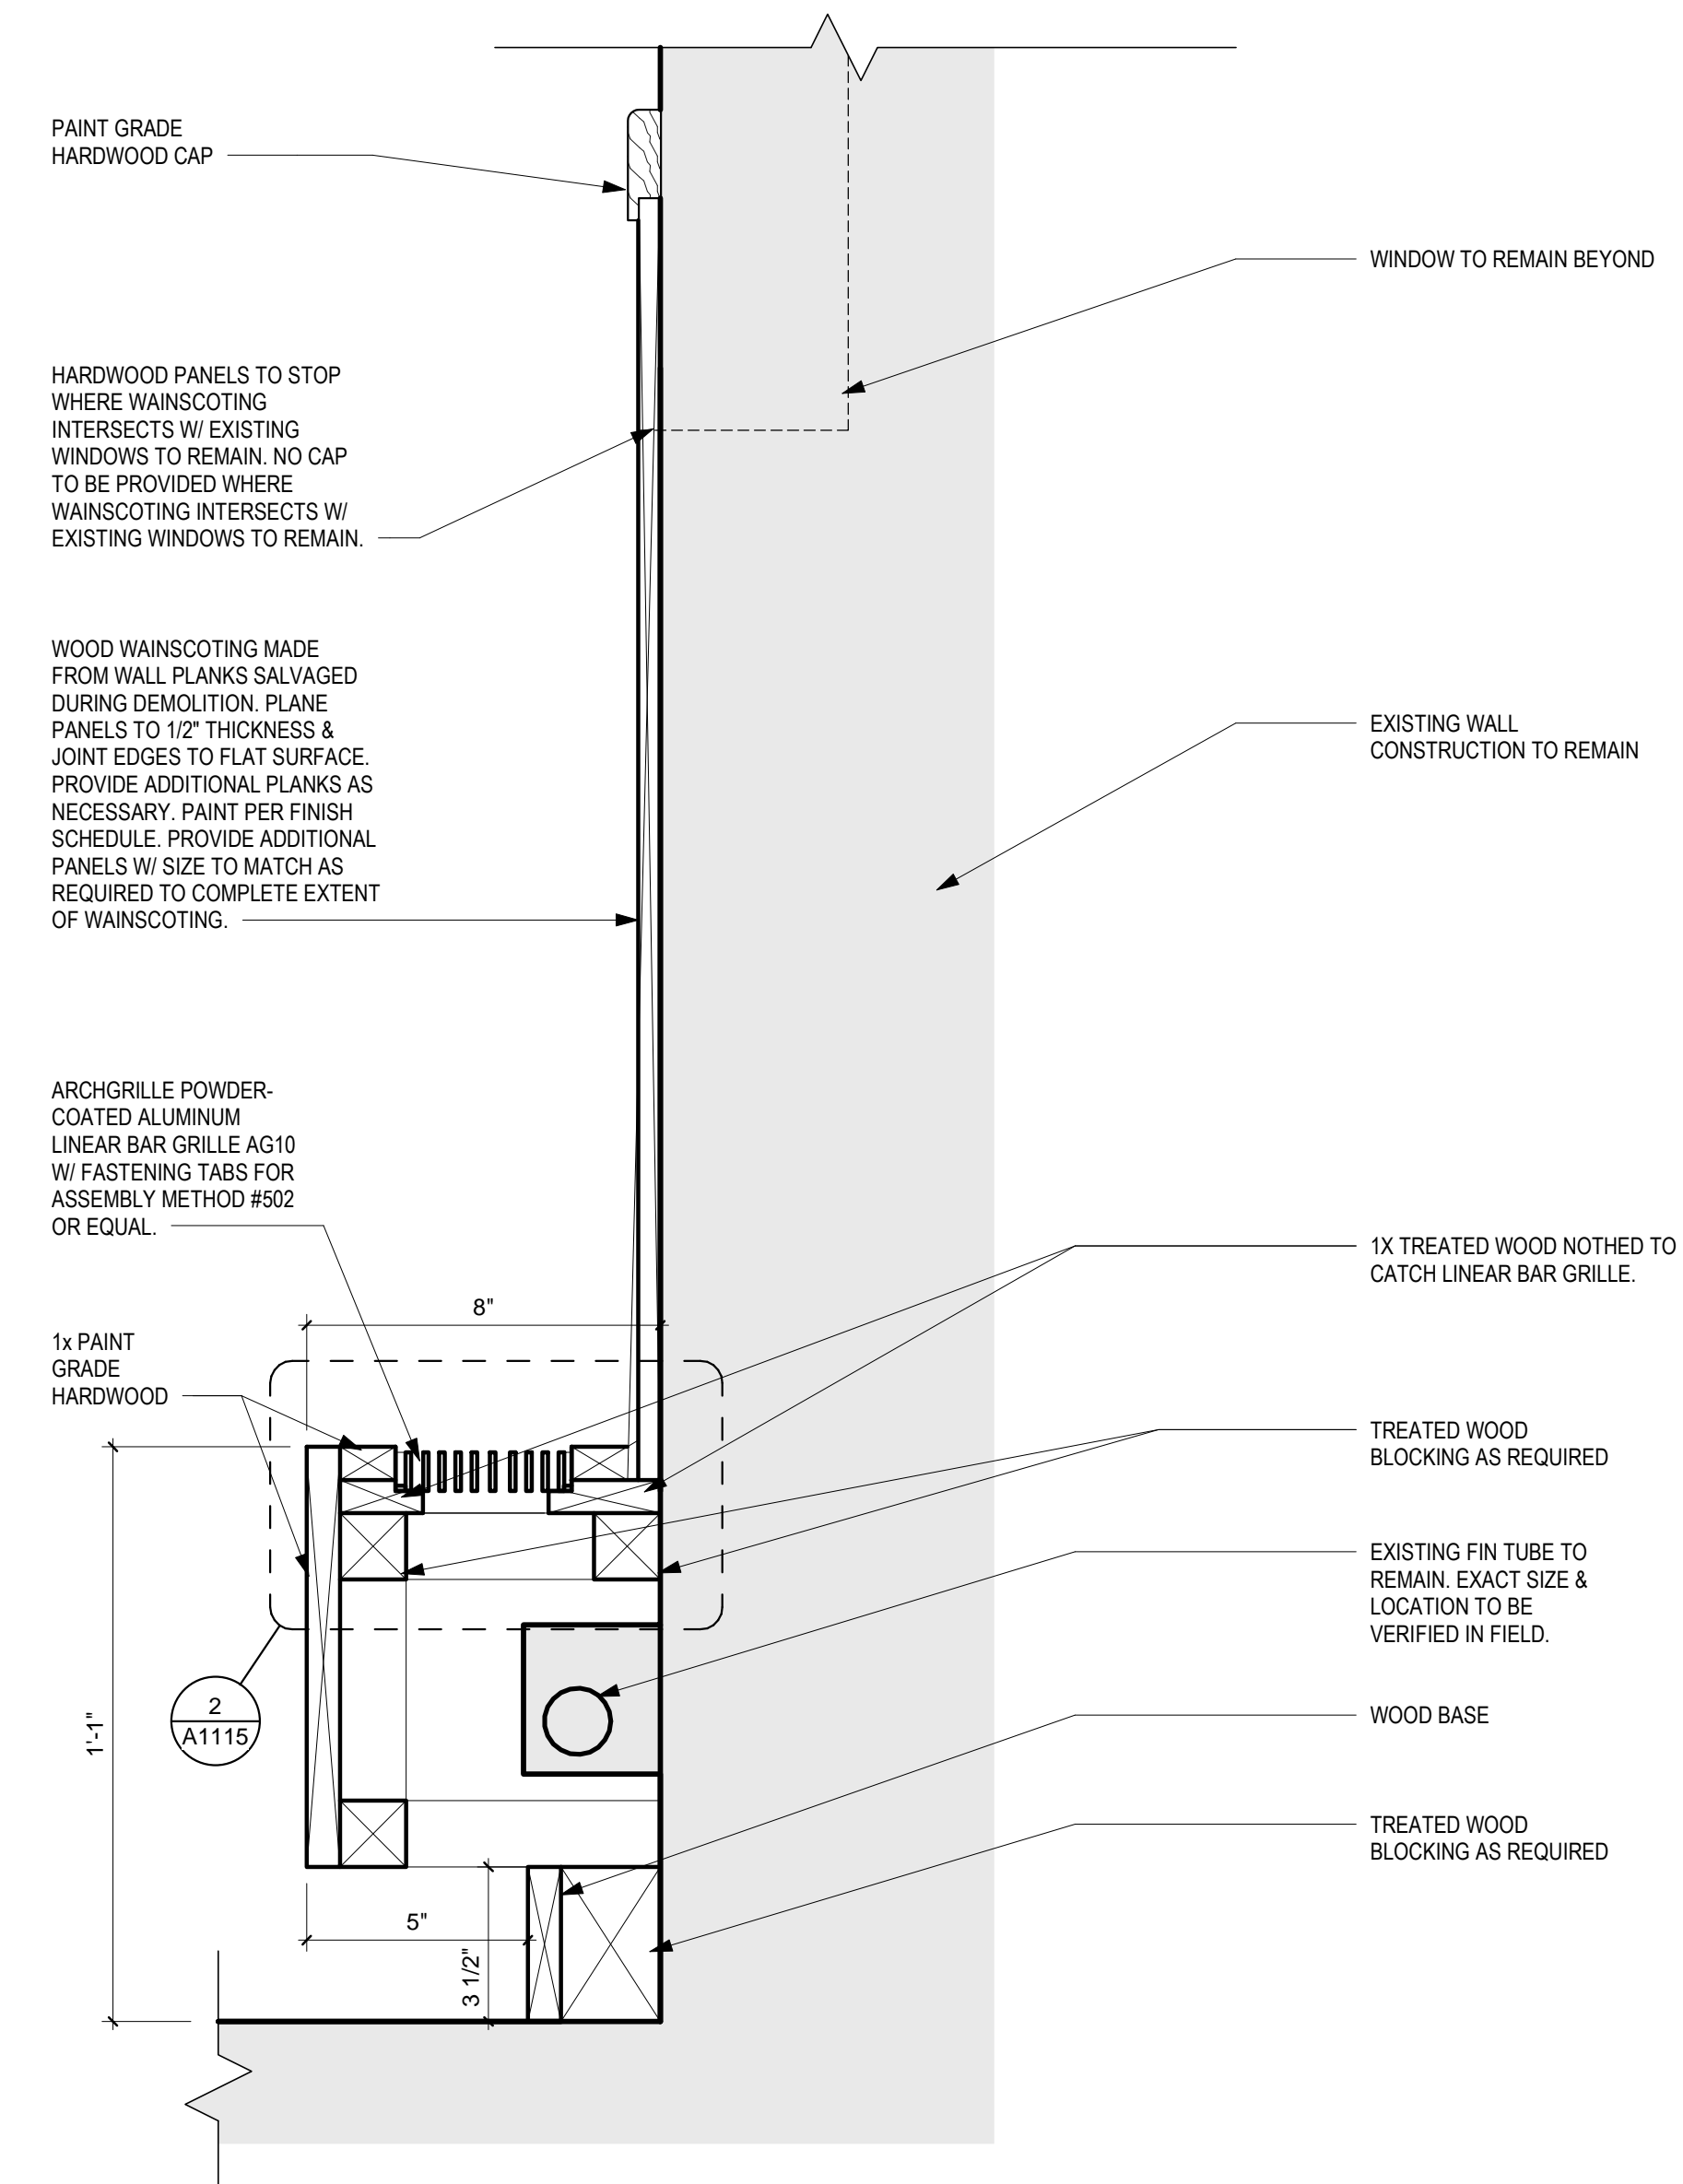 PAINT GRADE
HARDWOOD CAP
HARDWOOD PANELS TO STOP
WHERE WAINSCOTING
INTERSECTS W/ EXISTING
WINDOWS TO REMAIN. NO CAP
TO BE PROVIDED WHERE
WAINSCOTING INTERSECTS W/
EXISTING WINDOWS TO REMAIN.
WOOD WAINSCOTING MADE
FROM WALL PLANKS SALVAGED
DURING DEMOLITION. PLANE
PANELS TO 1/2" THICKNESS &
JOINT EDGES TO FLAT SURFACE.
PROVIDE ADDITIONAL PLANKS AS
NECESSARY. PAINT PER FINISH
SCHEDULE. PROVIDE ADDITIONAL
PANELS W/ SIZE TO MATCH AS
REQUIRED TO COMPLETE EXTENT
OF WAINSCOTING.
ARCHGRILLE POWDER-
COATED ALUMINUM
LINEAR BAR GRILLE AG10
W/ FASTENING TABS FOR
ASSEMBLY METHOD #502
OR EQUAL.
1x PAINT
GRADE
HARDWOOD
8"
1'-1"
2
A1115
5"
3 1/2"
WINDOW TO REMAIN BEYOND
EXISTING WALL
CONSTRUCTION TO REMAIN
1X TREATED WOOD NOTHED TO
CATCH LINEAR BAR GRILLE.
TREATED WOOD
BLOCKING AS REQUIRED
EXISTING FIN TUBE TO
REMAIN. EXACT SIZE &
LOCATION TO BE
VERIFIED IN FIELD.
WOOD BASE
TREATED WOOD
BLOCKING AS REQUIRED